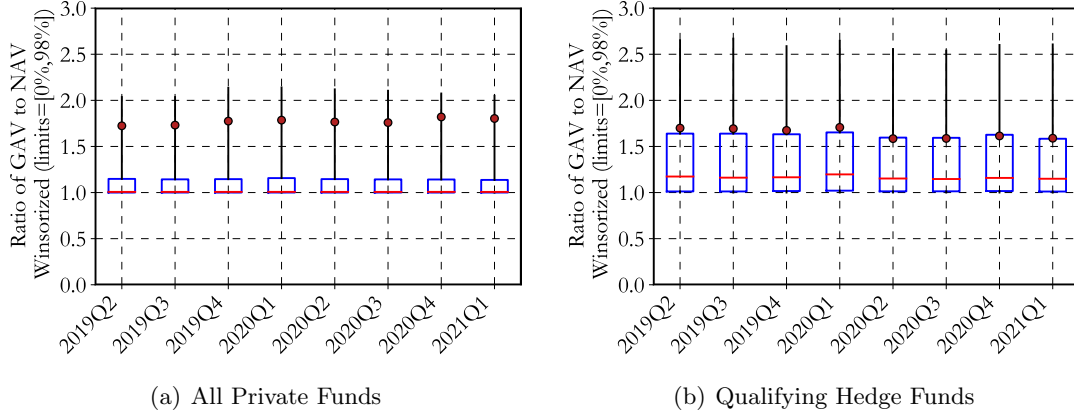 Ratio of GAV to NAV
Winsorized (limits=[0%,98%])
3.0
2.5
2.0
1.5
1.0
0.5
0.0
2019Q2
2019Q3
2019Q4
2020Q1
2020Q2
2020Q3
2020Q4
2021Q1
(a) All Private Funds
Ratio of GAV to NAV
Winsorized (limits=[0%,98%])
3.0
2.5
2.0
1.5
1.0
0.5
0.0
2019Q2
2019Q3
2019Q4
2020Q1
2020Q2
2020Q3
2020Q4
2021Q1
(b) Qualifying Hedge Funds